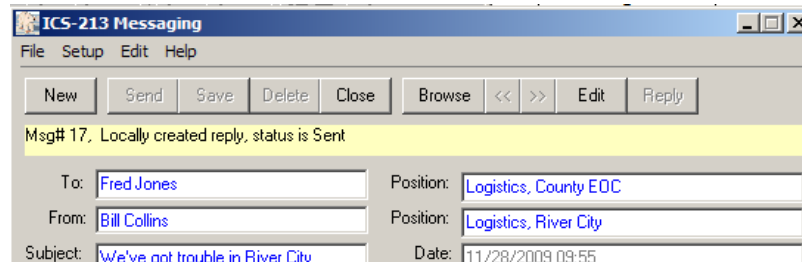 ICS-213 Messaging
File Setup Edit Help
New Send Save Delete Close Browse << >> Edit Reply
Msg# 17, Locally created reply, status is Sent
To: Fred Jones Position: Logistics, County EOC
From: Bill Collins Position: Logistics, River City
Subject: We've got trouble in River City Date: 11/28/2009 09:55